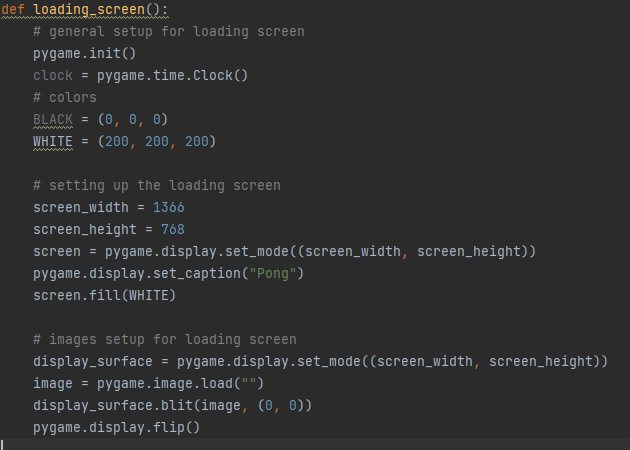 def loading_screen():
    # general setup for loading screen
    pygame.init()
    clock = pygame.time.Clock()
    # colors
    BLACK = (0, 0, 0)
    WHITE = (200, 200, 200)

    # setting up the loading screen
    screen_width = 1366
    screen_height = 768
    screen = pygame.display.set_mode((screen_width, screen_height))
    pygame.display.set_caption("Pong")
    screen.fill(WHITE)

    # images setup for loading screen
    display_surface = pygame.display.set_mode((screen_width, screen_height))
    image = pygame.image.load("")
    display_surface.blit(image, (0, 0))
    pygame.display.flip()